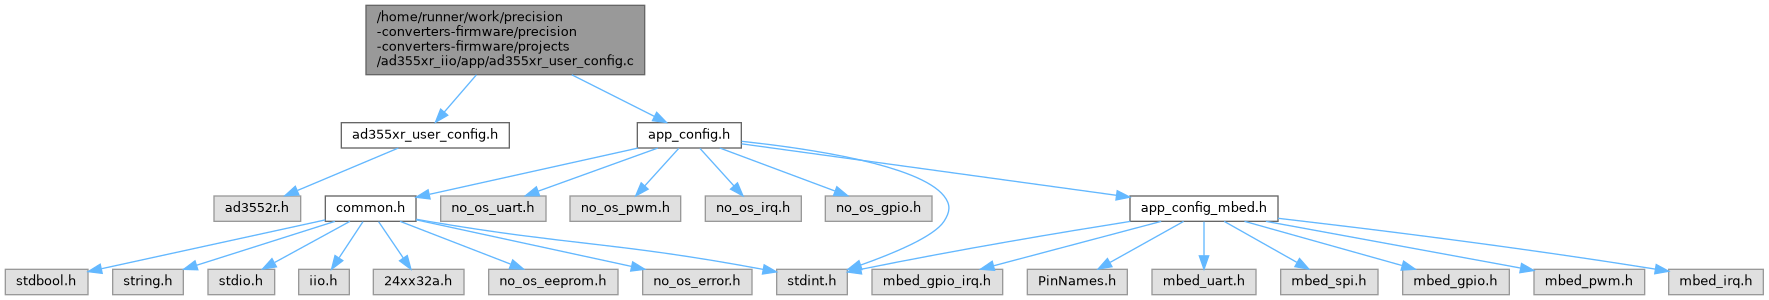 /home/runner/work/precision
-converters-firmware/precision
-converters-firmware/projects
/ad355xr_iio/app/ad355xr_user_config.c
ad355xr_user_config.h
app_config.h
ad3552r.h
common.h
no_os_uart.h
no_os_pwm.h
no_os_irq.h
no_os_gpio.h
app_config_mbed.h
stdbool.h
string.h
stdio.h
iio.h
24xx32a.h
no_os_eeprom.h
no_os_error.h
stdint.h
mbed_gpio_irq.h
PinNames.h
mbed_uart.h
mbed_spi.h
mbed_gpio.h
mbed_pwm.h
mbed_irq.h